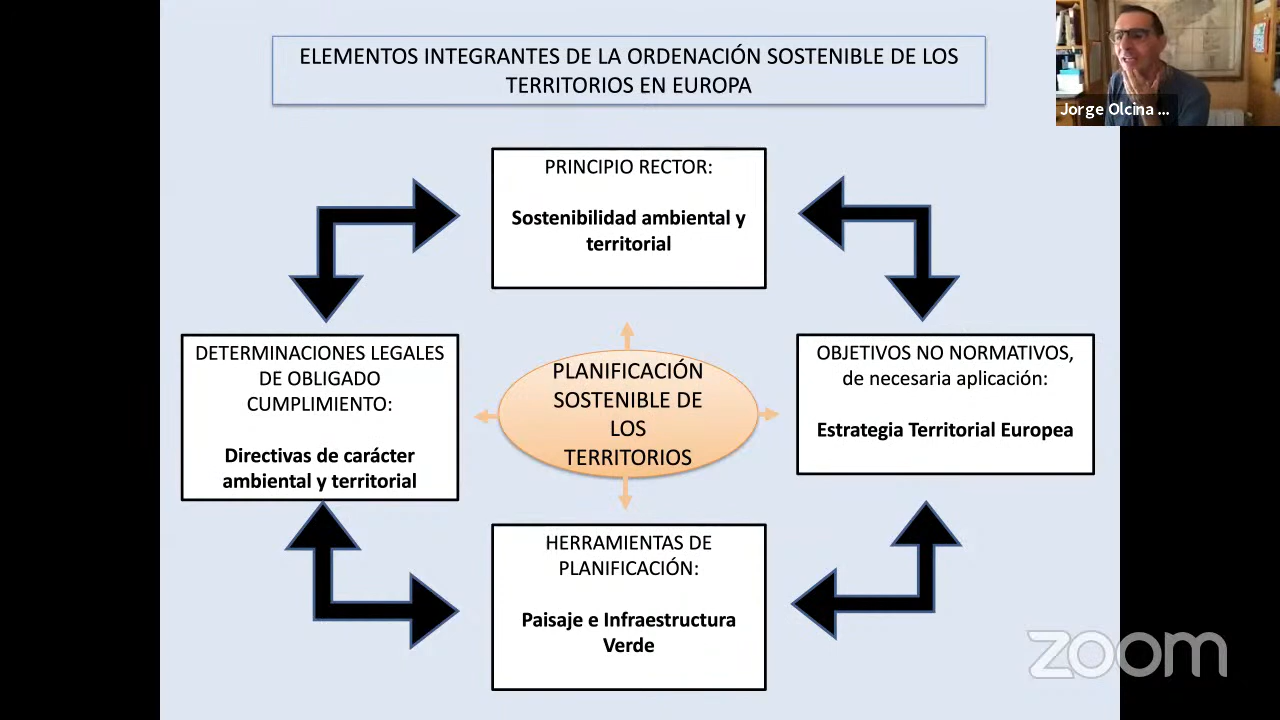 ELEMENTOS INTEGRANTES DE LA ORDENACIÓN SOSTENIBLE DE LOS
TERRITORIOS EN EUROPA
Jorge Olcina ...
PRINCIPIO RECTOR:
Sostenibilidad ambiental y
territorial
DETERMINACIONES LEGALES
DE OBLIGADO
CUMPLIMIENTO:
Directivas de carácter
ambiental y territorial
PLANIFICACIÓN
SOSTENIBLE DE
LOS
TERRITORIOS
OBJETIVOS NO NORMATIVOS,
de necesaria aplicación:
Estrategia Territorial Europea
HERRAMIENTAS DE
PLANIFICACIÓN:
Paisaje e Infraestructura
Verde
zoom